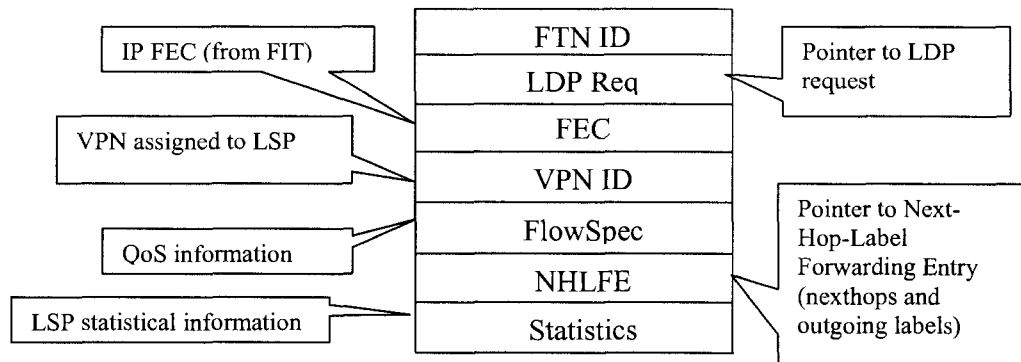 IP FEC (from FIT)
VPN assigned to LSP
QoS information
LSP statistical information
FTN ID
LDP Req
FEC
VPN ID
FlowSpec
NHLFE
Statistics
Pointer to LDP
request
Pointer to Next-
Hop-Label
Forwarding Entry
(nexthops and
outgoing labels)